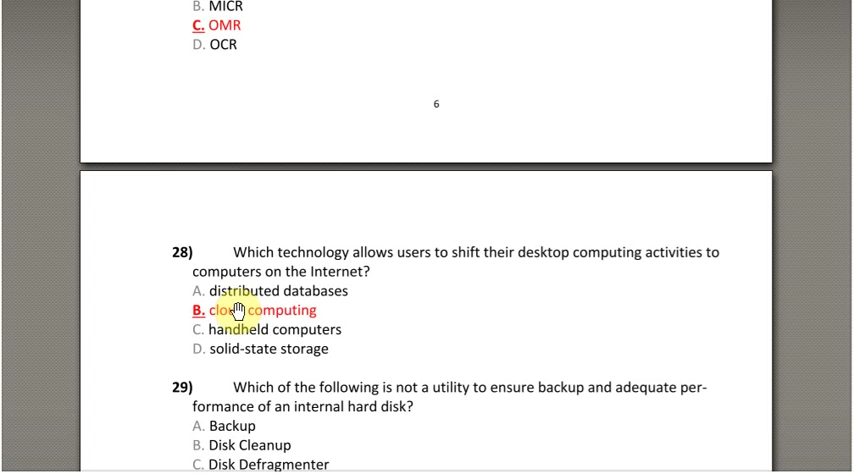 B. MICR
C. OMR
D. OCR
6
28) Which technology allows users to shift their desktop computing activities to
computers on the Internet?
A. distributed databases
B. cloud computing
C. handheld computers
D. solid-state storage
29) Which of the following is not a utility to ensure backup and adequate per-
formance of an internal hard disk?
A. Backup
B. Disk Cleanup
C. Disk Defragmenter